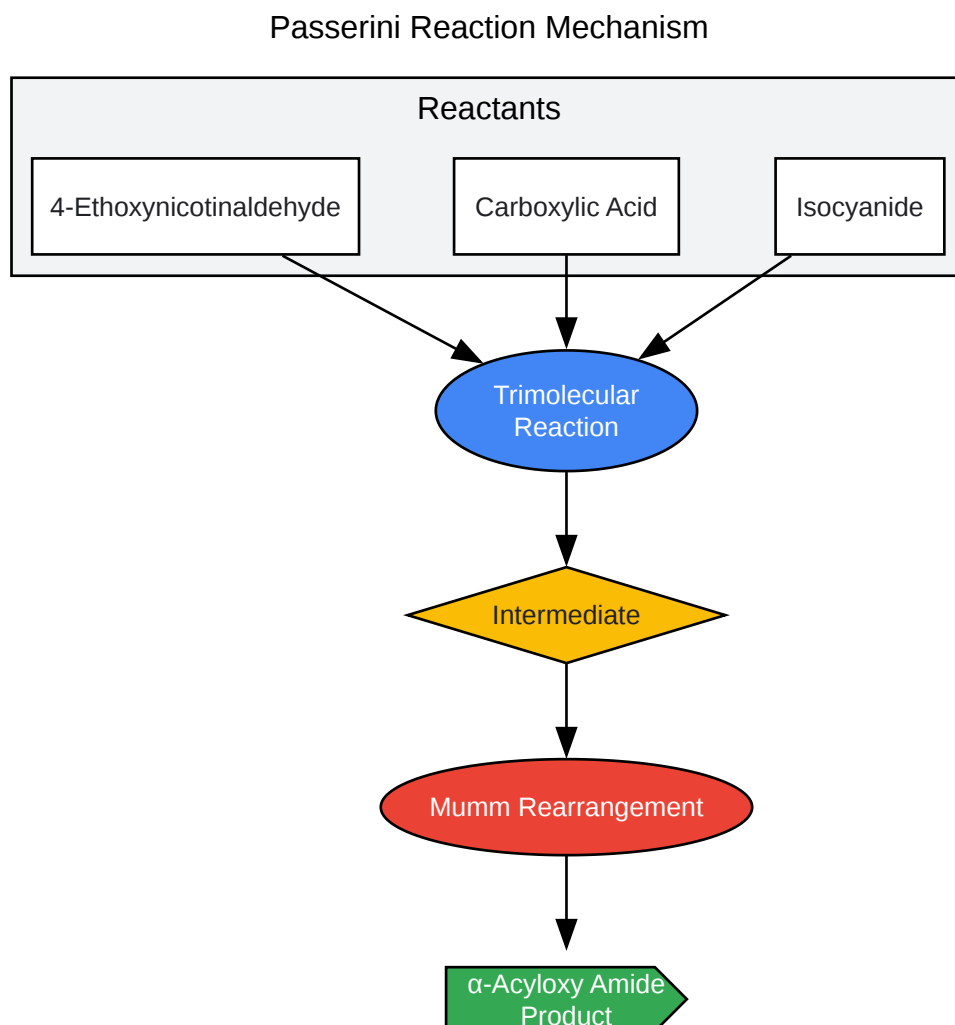 Passerini Reaction Mechanism
Reactants
4-Ethoxynicotinaldehyde
Carboxylic Acid
Isocyanide
Trimolecular
Reaction
Intermediate
Mumm Rearrangement
α-Acyloxy Amide
Product